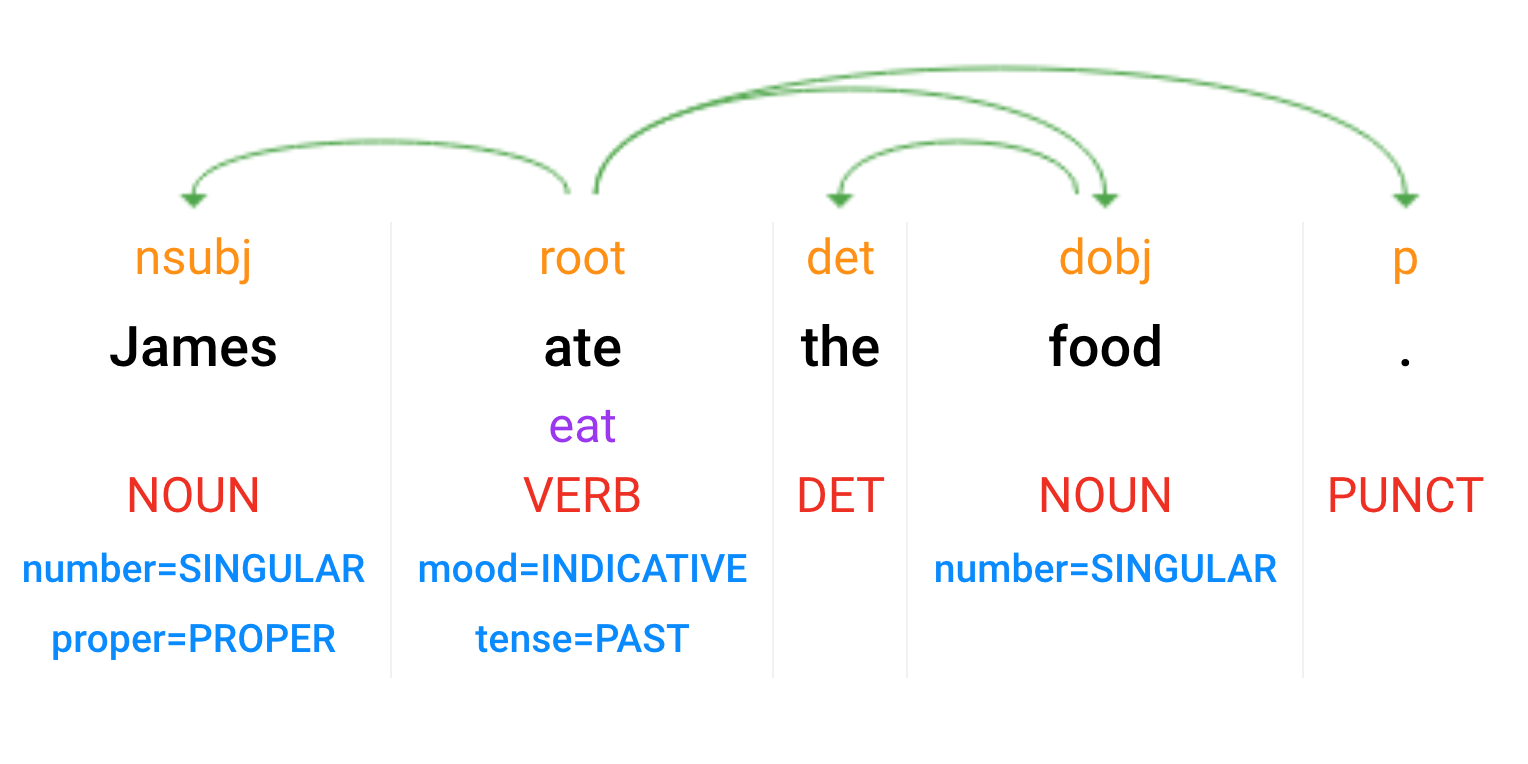 nsubj root det dobj p
James ate the food .
eat
NOUN VERB DET NOUN PUNCT
number=SINGULAR mood=INDICATIVE number=SINGULAR
proper=PROPER tense=PAST